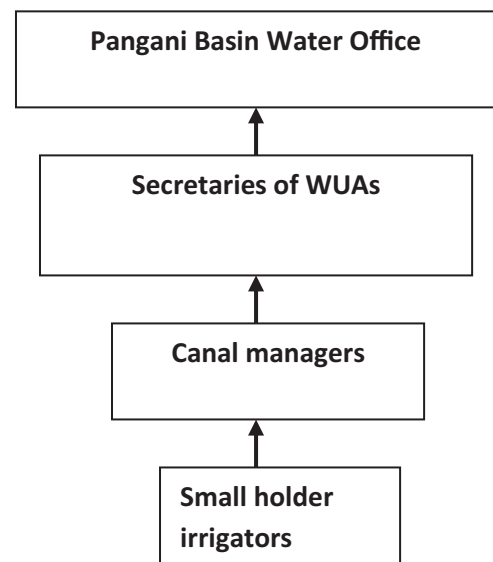 Pangani Basin Water Office
Secretaries of WUAs
Canal managers
Small holder
irrigators